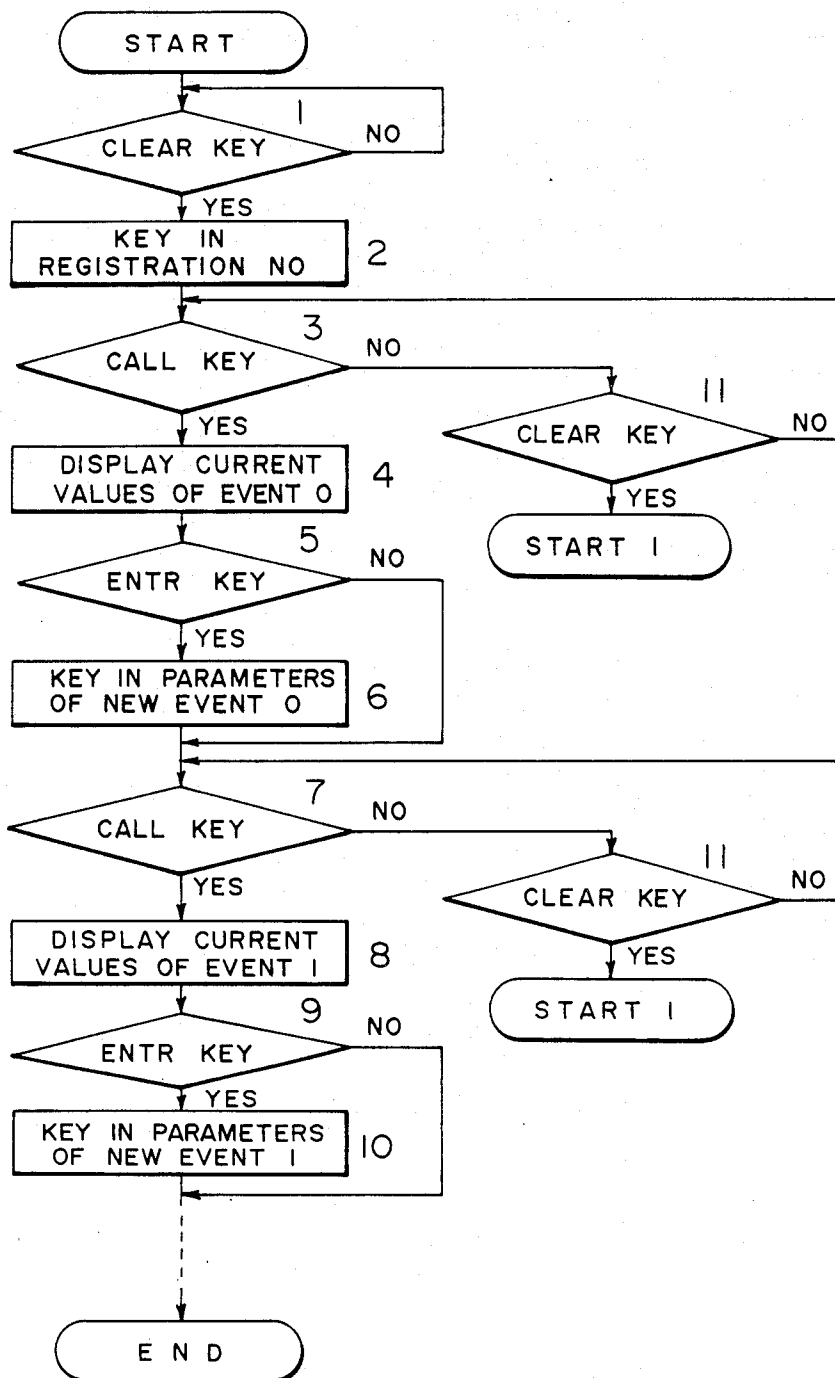 START
1
CLEAR KEY
NO
YES
KEY IN
REGISTRATION NO
2
3
CALL KEY
NO
11
CLEAR KEY
NO
YES
START 1
YES
DISPLAY CURRENT
VALUES OF EVENT 0
4
5
ENTR KEY
NO
YES
KEY IN PARAMETERS
OF NEW EVENT 0
6
7
CALL KEY
NO
11
CLEAR KEY
NO
YES
START 1
YES
DISPLAY CURRENT
VALUES OF EVENT 1
8
9
ENTR KEY
NO
YES
KEY IN PARAMETERS
OF NEW EVENT 1
10
END